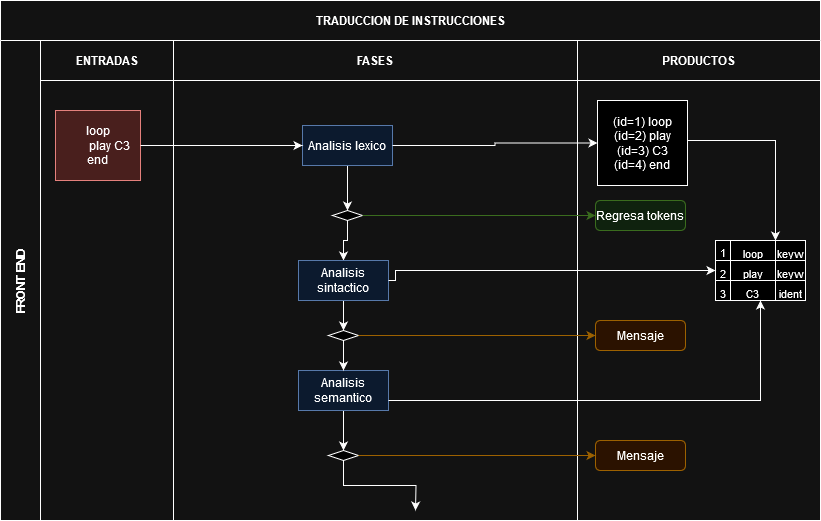 TRADUCCION DE INSTRUCCIONES
ENTRADAS
FASES
PRODUCTOS
FRONT END
loop
play C3
end
Analisis lexico
(id=1) loop
(id=2) play
(id=3) C3
(id=4) end
Regresa tokens
1 loop keyw
2 play keyw
3 C3 ident
Analisis
sintactico
Mensaje
Analisis
semantico
Mensaje